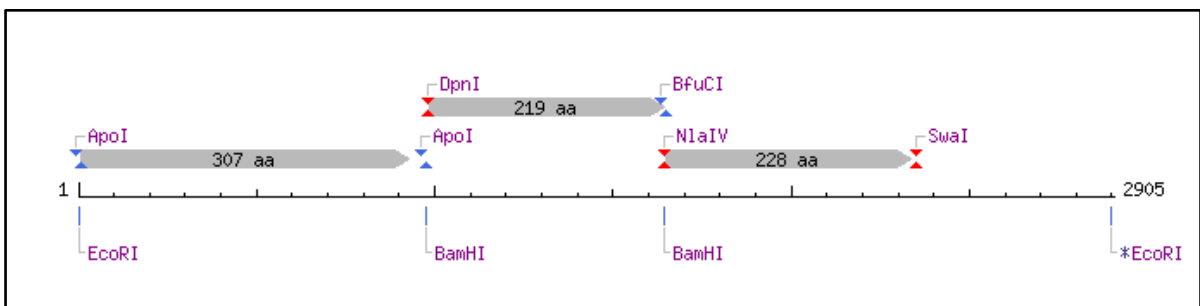 DpnI BfuCI
219 aa
ApoI ApoI NlaIV SwaI
307 aa 228 aa
1 2905
EcoRI BamHI BamHI *EcoRI